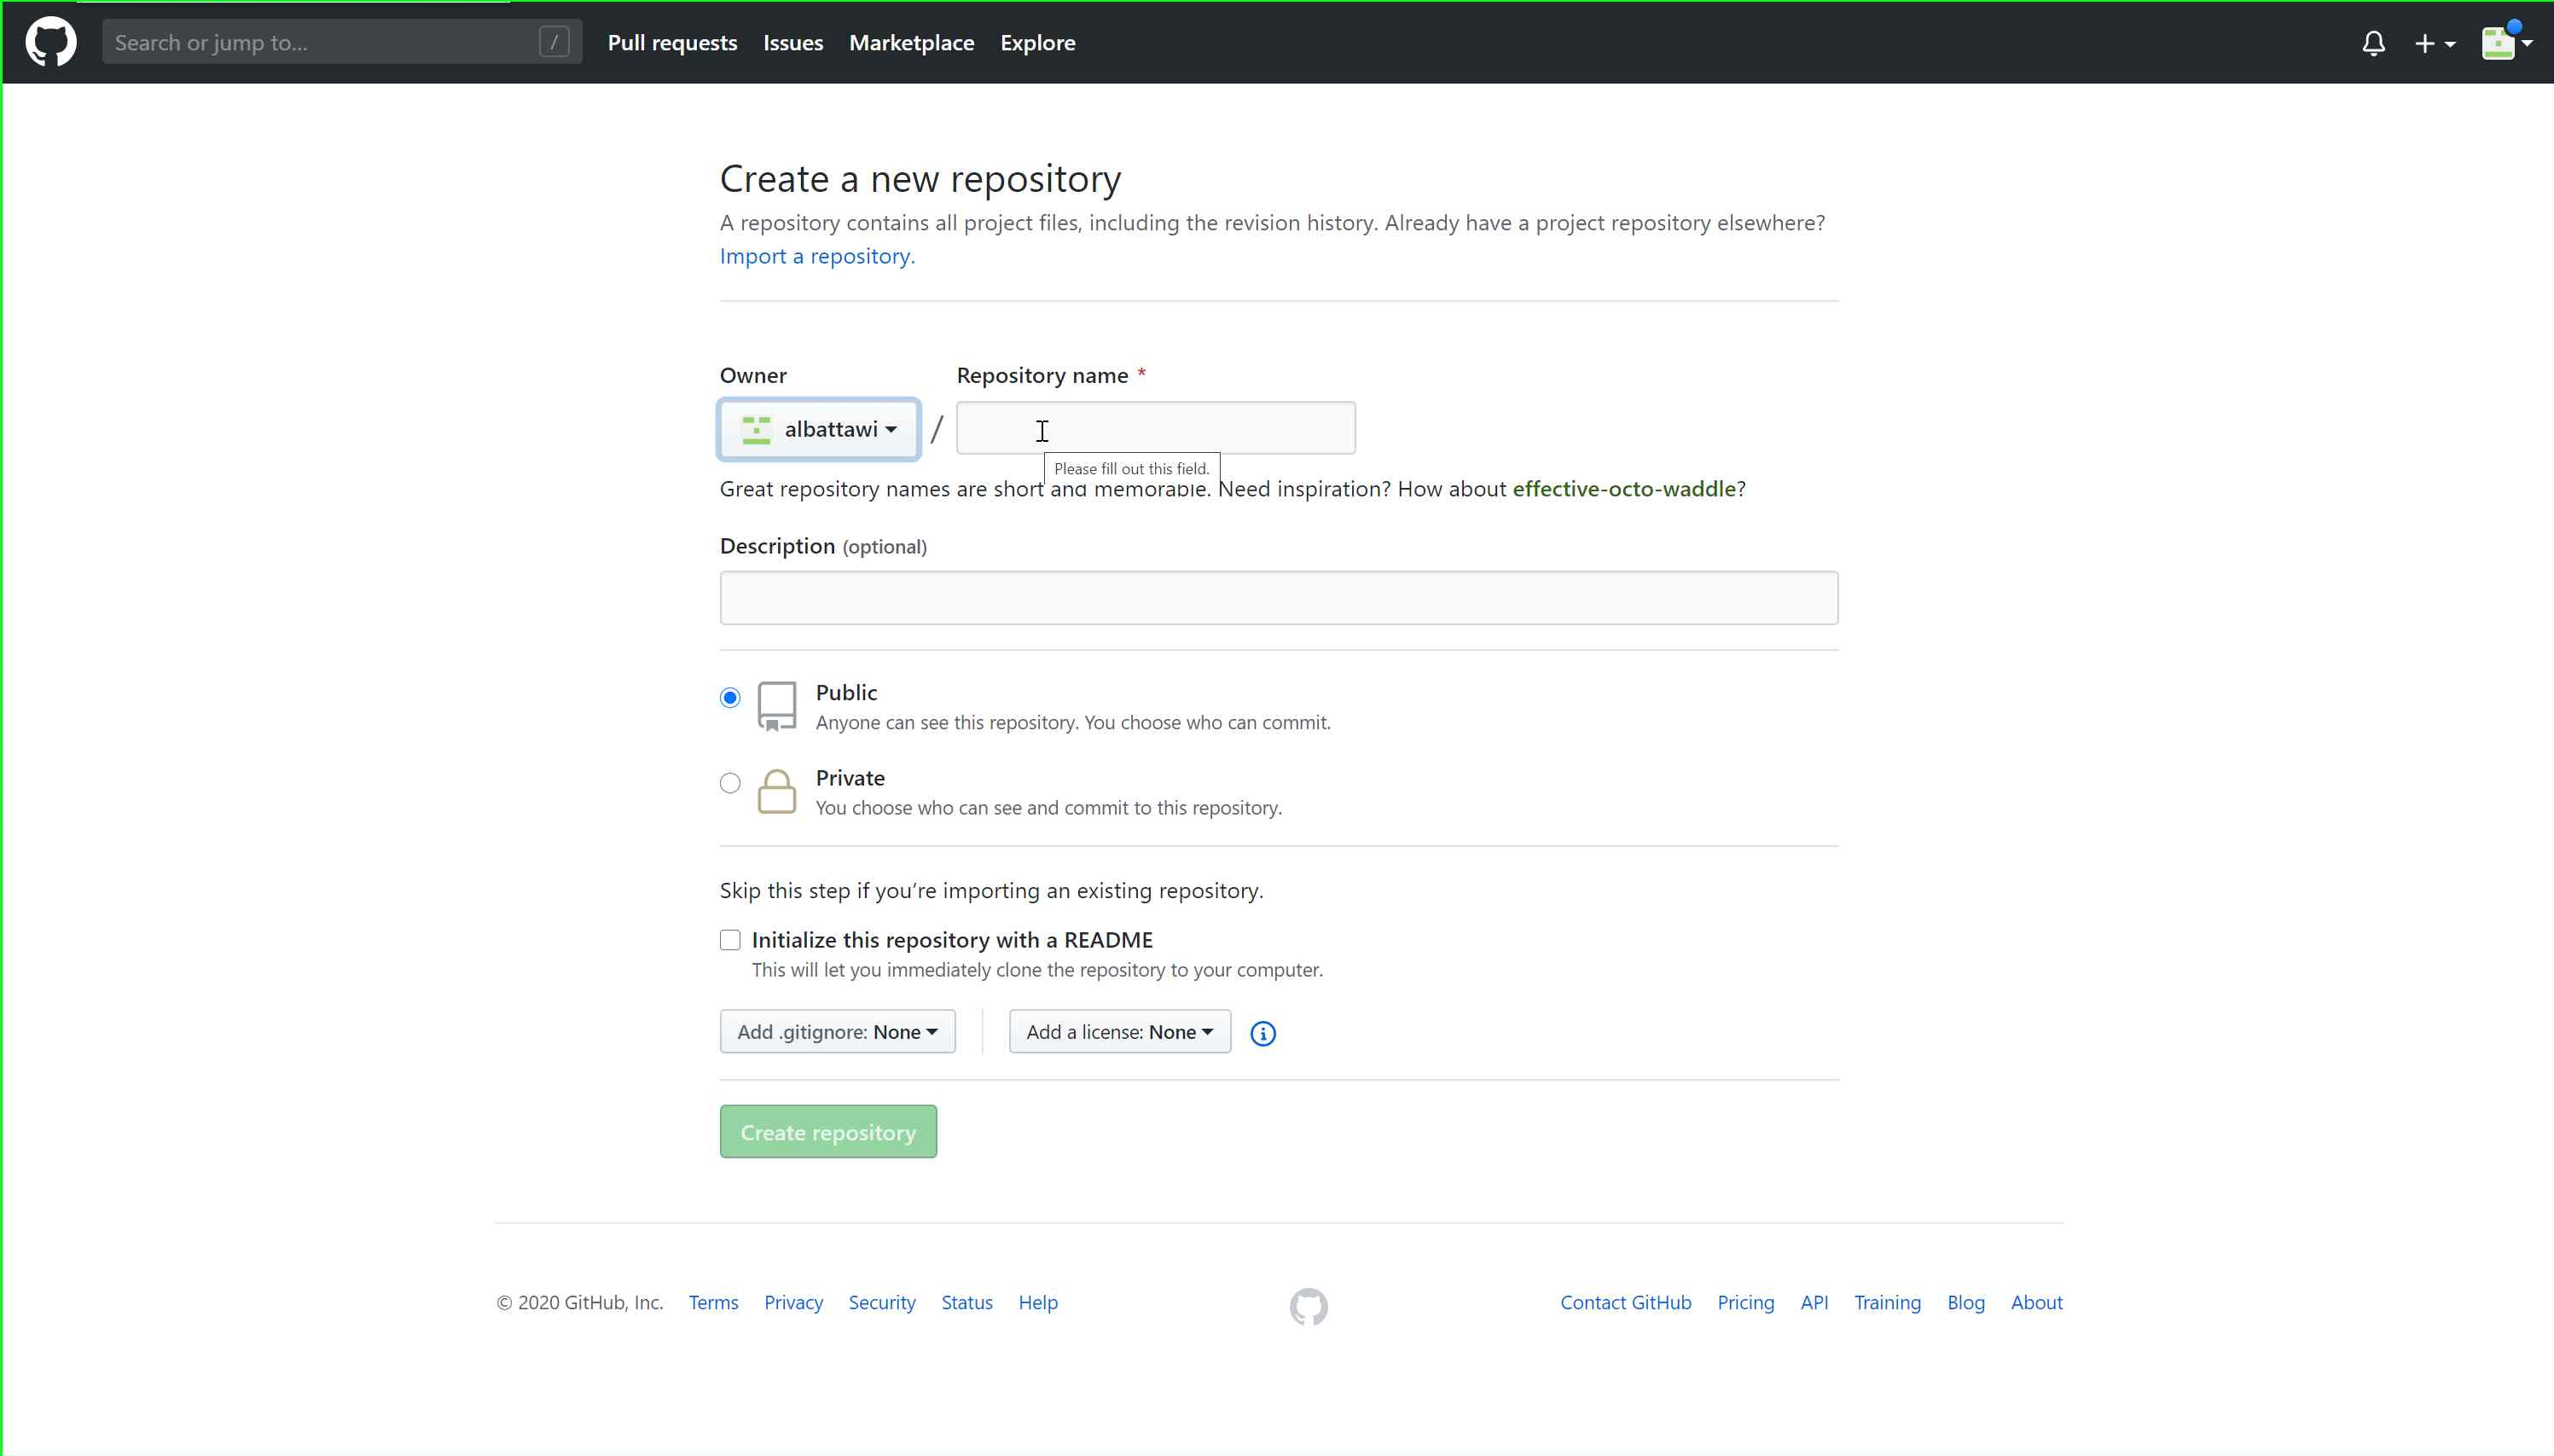 Search or jump to... /
Pull requests Issues Marketplace Explore
Create a new repository
A repository contains all project files, including the revision history. Already have a project repository elsewhere?
Import a repository.
Owner Repository name *
albattawi /
Please fill out this field.
Great repository names are short and memorable. Need inspiration? How about effective-octo-waddle?
Description (optional)
Public
Anyone can see this repository. You choose who can commit.
Private
You choose who can see and commit to this repository.
Skip this step if you’re importing an existing repository.
Initialize this repository with a README
This will let you immediately clone the repository to your computer.
Add .gitignore: None Add a license: None
Create repository
© 2020 GitHub, Inc. Terms Privacy Security Status Help Contact GitHub Pricing API Training Blog About